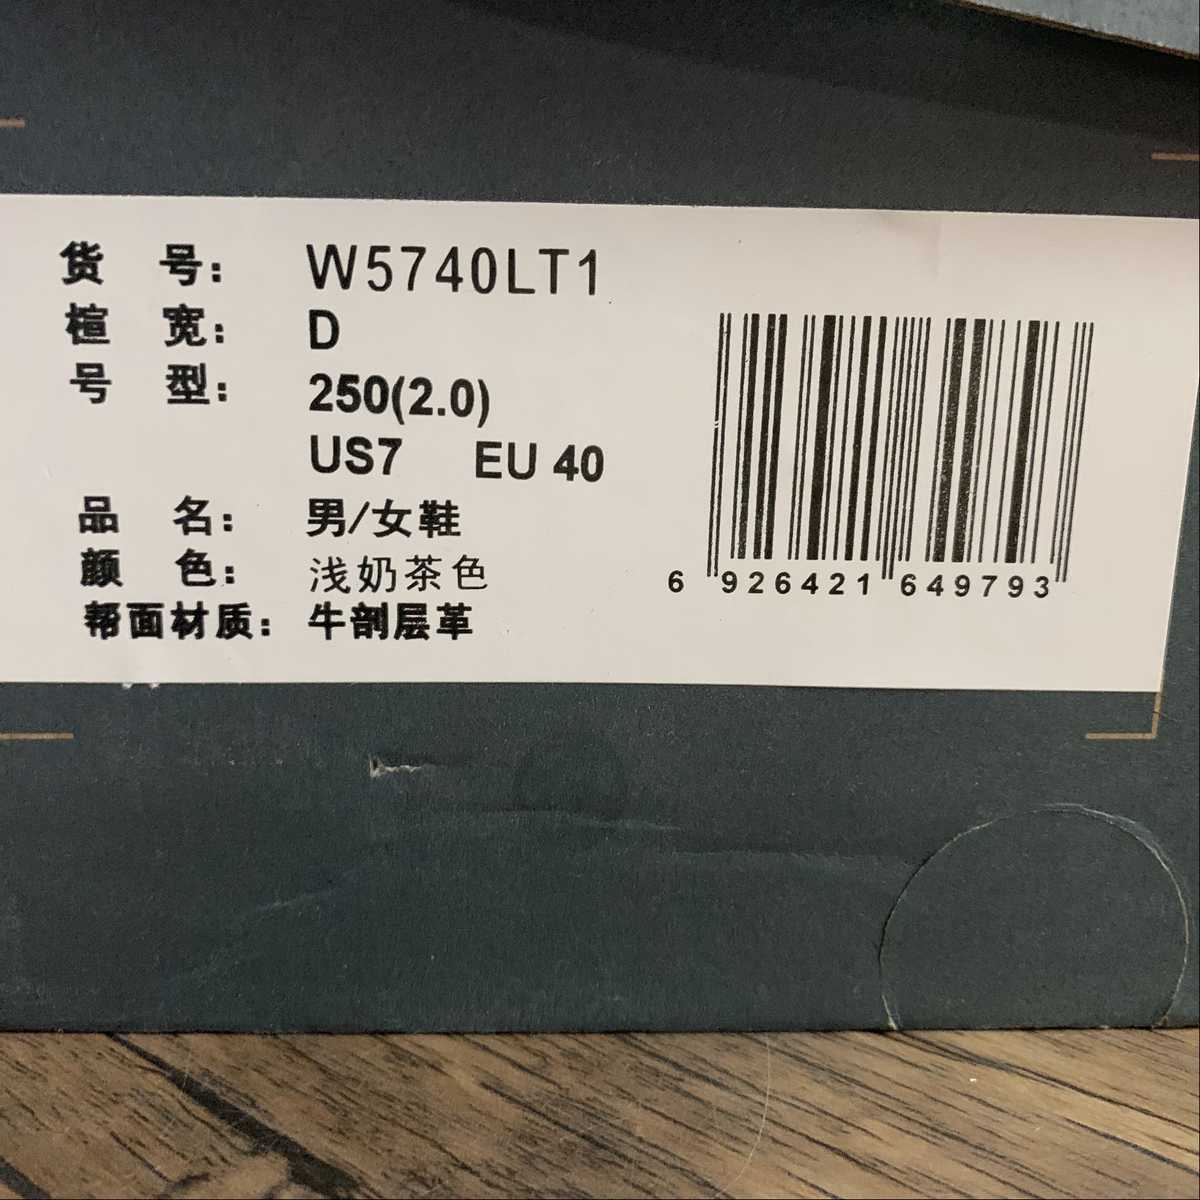 货 号: W5740LT1
楦 宽: D
号 型: 250(2.0)
US7 EU 40
品 名: 男/女鞋
颜 色: 浅奶茶色
帮面材质: 牛剖层革
6 926421 649793